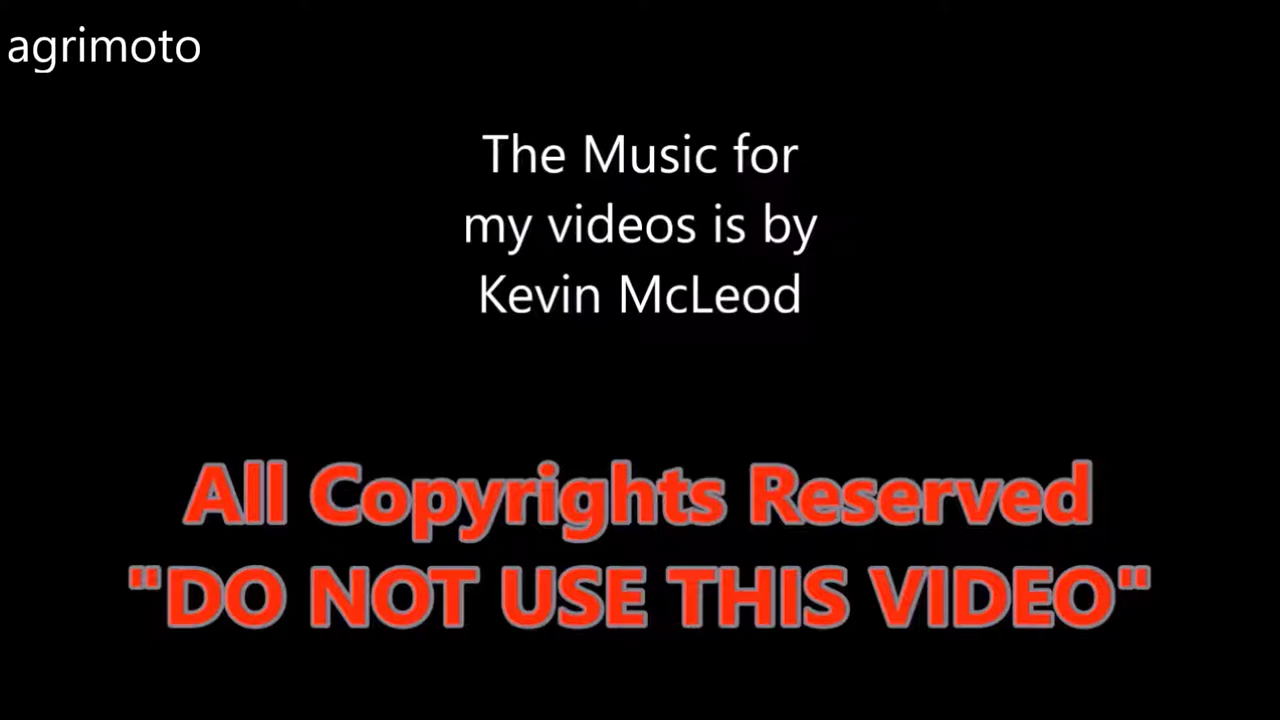 agrimoto
The Music for
my videos is by
Kevin McLeod
All Copyrights Reserved
"DO NOT USE THIS VIDEO"